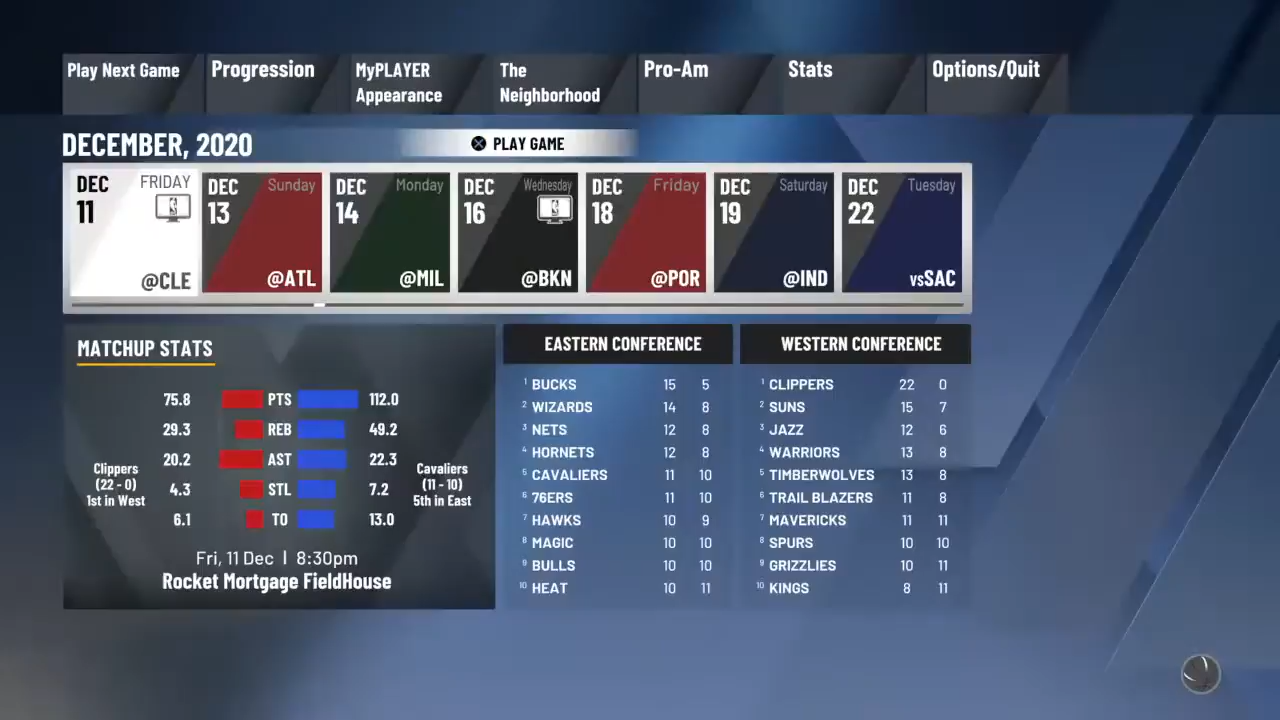 Play Next Game
Progression
MyPLAYER
Appearance
The
Neighborhood
Pro-Am
Stats
Options/Quit
DECEMBER, 2020
PLAY GAME
DEC FRIDAY
11
@CLE
DEC Sunday
13
@ATL
DEC Monday
14
@MIL
DEC Wednesday
16
@BKN
DEC Friday
18
@POR
DEC Saturday
19
@IND
DEC Tuesday
22
vsSAC
MATCHUP STATS
75.8 PTS 112.0
29.3 REB 49.2
20.2 AST 22.3
4.3 STL 7.2
6.1 TO 13.0
Clippers
(22 - 0)
1st in West
Cavaliers
(11 - 10)
5th in East
Fri, 11 Dec | 8:30pm
Rocket Mortgage FieldHouse
EASTERN CONFERENCE
1 BUCKS 15 5
2 WIZARDS 14 8
3 NETS 12 8
4 HORNETS 12 8
5 CAVALIERS 11 10
6 76ERS 11 10
7 HAWKS 10 9
8 MAGIC 10 10
9 BULLS 10 10
10 HEAT 10 11
WESTERN CONFERENCE
1 CLIPPERS 22 0
2 SUNS 15 7
3 JAZZ 12 6
4 WARRIORS 13 8
5 TIMBERWOLVES 13 8
6 TRAIL BLAZERS 11 8
7 MAVERICKS 11 11
8 SPURS 10 10
9 GRIZZLIES 10 11
10 KINGS 8 11